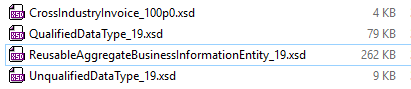 CrossIndustryInvoice_100p0.xsd 4 KB
QualifiedDataType_19.xsd 79 KB
ReusableAggregateBusinessInformationEntity_19.xsd 262 KB
UnqualifiedDataType_19.xsd 9 KB